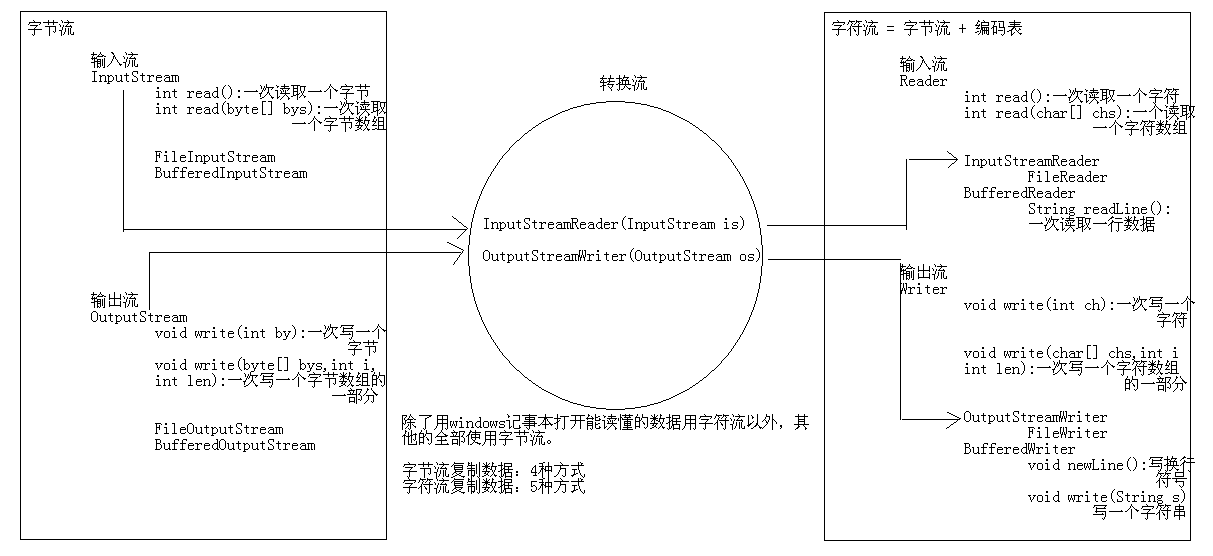 字节流
输入流
InputStream
int read():一次读取一个字节
int read(byte[] bys):一次读取
一个字节数组
FileInputStream
BufferedInputStream
输出流
OutputStream
void write(int by):一次写一个
字节
void write(byte[] bys,int i,
int len):一次写一个字节数组的
一部分
FileOutputStream
BufferedOutputStream
转换流
InputStreamReader(InputStream is)
OutputStreamWriter(OutputStream os)
除了用windows记事本打开能读懂的数据用字符流以外，其
他的全部使用字节流。
字节流复制数据：4种方式
字符流复制数据：5种方式
字符流 = 字节流 + 编码表
输入流
Reader
int read():一次读取一个字符
int read(char[] chs):一个读取
一个字符数组
InputStreamReader
FileReader
BufferedReader
String readLine():
一次读取一行数据
输出流
Writer
void write(int ch):一次写一个
字符
void write(char[] chs,int i
int len):一次写一个字符数组
的一部分
OutputStreamWriter
FileWriter
BufferedWriter
void newLine():写换行
符号
void write(String s)
写一个字符串